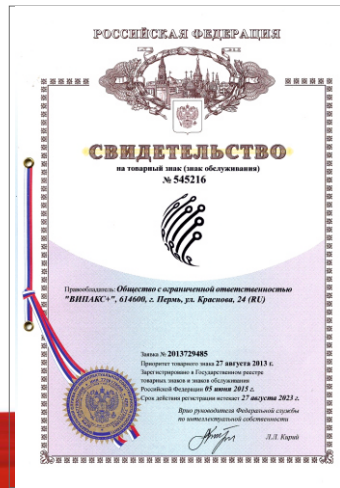 РОССИЙСКАЯ ФЕДЕРАЦИЯ
СВИДЕТЕЛЬСТВО
на товарный знак (знак обслуживания)
№ 545216
Правообладатель: Общество с ограниченной ответственностью
"ВИПАКС+", 614600, г. Пермь, ул. Краснова, 24 (RU)
Заявка № 2013729485
Приоритет товарного знака 27 августа 2013 г.
Зарегистрировано в Государственном реестре
товарных знаков и знаков обслуживания
Российской Федерации 05 июня 2015 г.
Срок действия регистрации истекает 27 августа 2023 г.
Врио руководителя Федеральной службы
по интеллектуальной собственности
Л.Л. Кирий